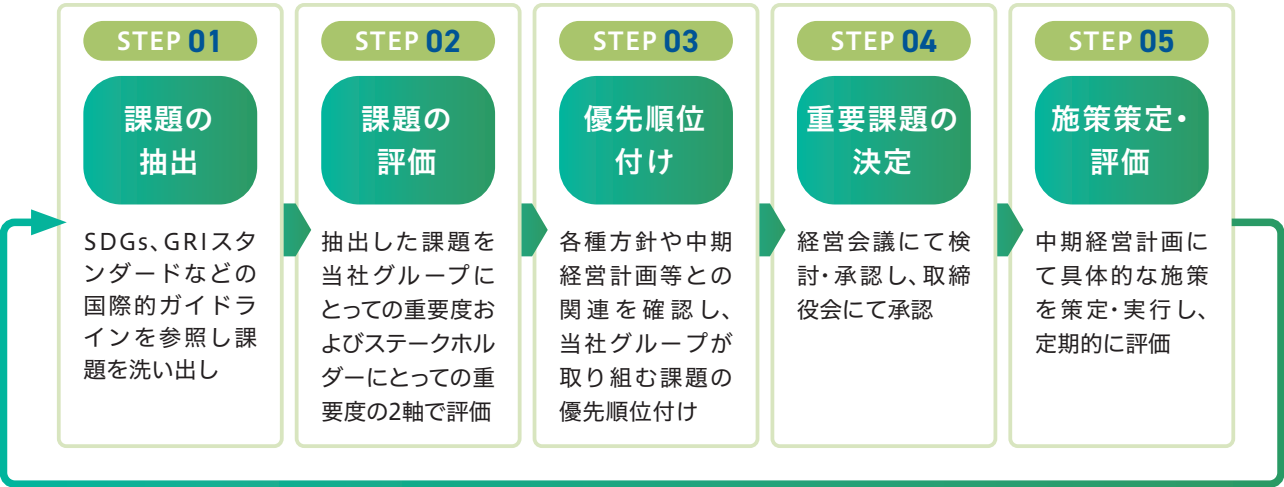 STEP 01
課題の
抽出
SDGs、GRIスタ
ンダードなどの
国際的ガイドラ
インを参照し課
題を洗い出し
STEP 02
課題の
評価
抽出した課題を
当社グループに
とっての重要度お
よびステークホル
ダーにとっての重
要度の2軸で評価
STEP 03
優先順位
付け
各種方針や中期
経営計画等との
関連を確認し、
当社グループが
取り組む課題の
優先順位付け
STEP 04
重要課題の
決定
経営会議にて検
討・承認し、取締
役会にて承認
STEP 05
施策策定・
評価
中期経営計画に
て具体的な施策
を策定・実行し、
定期的に評価